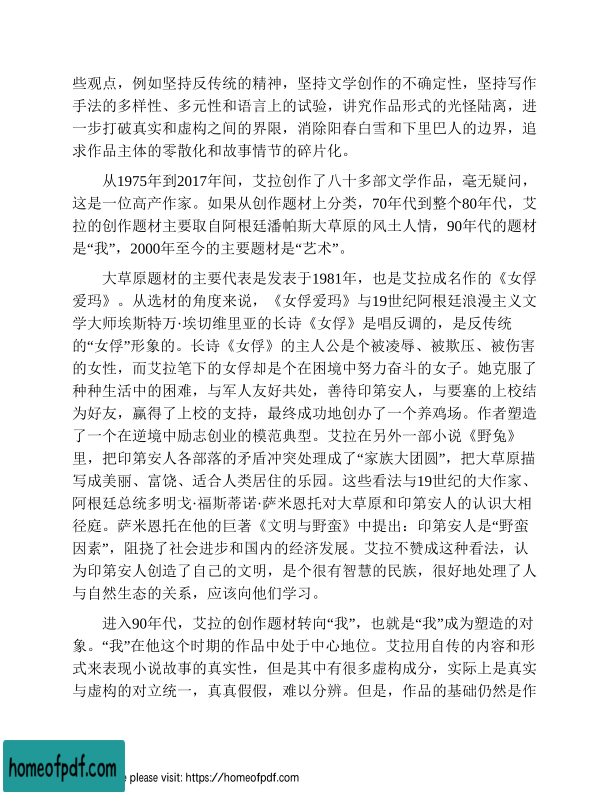 些观点，例如坚持反传统的精神，坚持文学创作的不确定性，坚持写作
手法的多样性、多元性和语言上的试验，讲究作品形式的光怪陆离，进
一步打破真实和虚构之间的界限，消除阳春白雪和下里巴人的边界，追
求作品主体的零散化和故事情节的碎片化。
从1975年到2017年间，艾拉创作了八十多部文学作品，毫无疑问，
这是一位高产作家。如果从创作题材上分类，70年代到整个80年代，艾
拉的创作题材主要取自阿根廷潘帕斯大草原的风土人情，90年代的题材
是“我”，2000年至今的主要题材是“艺术”。
大草原题材的主要代表是发表于1981年，也是艾拉成名作的《女俘
爱玛》。从选材的角度来说，《女俘爱玛》与19世纪阿根廷浪漫主义文
学大师埃斯特万·埃切维里亚的长诗《女俘》是唱反调的，是反传统
的“女俘”形象的。长诗《女俘》的主人公是个被凌辱、被欺压、被伤害
的女性，而艾拉笔下的女俘却是个在困境中努力奋斗的女子。她克服了
种种生活中的困难，与军人友好共处，善待印第安人，与要塞的上校结
为好友，赢得了上校的支持，最终成功地创办了一个养鸡场。作者塑造
了一个在逆境中励志创业的模范典型。艾拉在另外一部小说《野兔》
里，把印第安人各部落的矛盾冲突处理成了“家族大团圆”，把大草原描
写成美丽、富饶、适合人类居住的乐园。这些看法与19世纪的大作家、
阿根廷总统多明戈·福斯蒂诺·萨米恩托对大草原和印第安人的认识大相
径庭。萨米恩托在他的巨著《文明与野蛮》中提出：印第安人是“野蛮
因素”，阻挠了社会进步和国内的经济发展。艾拉不赞成这种看法，认
为印第安人创造了自己的文明，是个很有智慧的民族，很好地处理了人
与自然生态的关系，应该向他们学习。
进入90年代，艾拉的创作题材转向“我”，也就是“我”成为塑造的对
象。“我”在他这个时期的作品中处于中心地位。艾拉用自传的内容和形
式来表现小说故事的真实性，但是其中有很多虚构成分，实际上是真实
与虚构的对立统一，真真假假，难以分辨。但是，作品的基础仍然是作
homeofpdf.com
please visit: https://homeofpdf.com